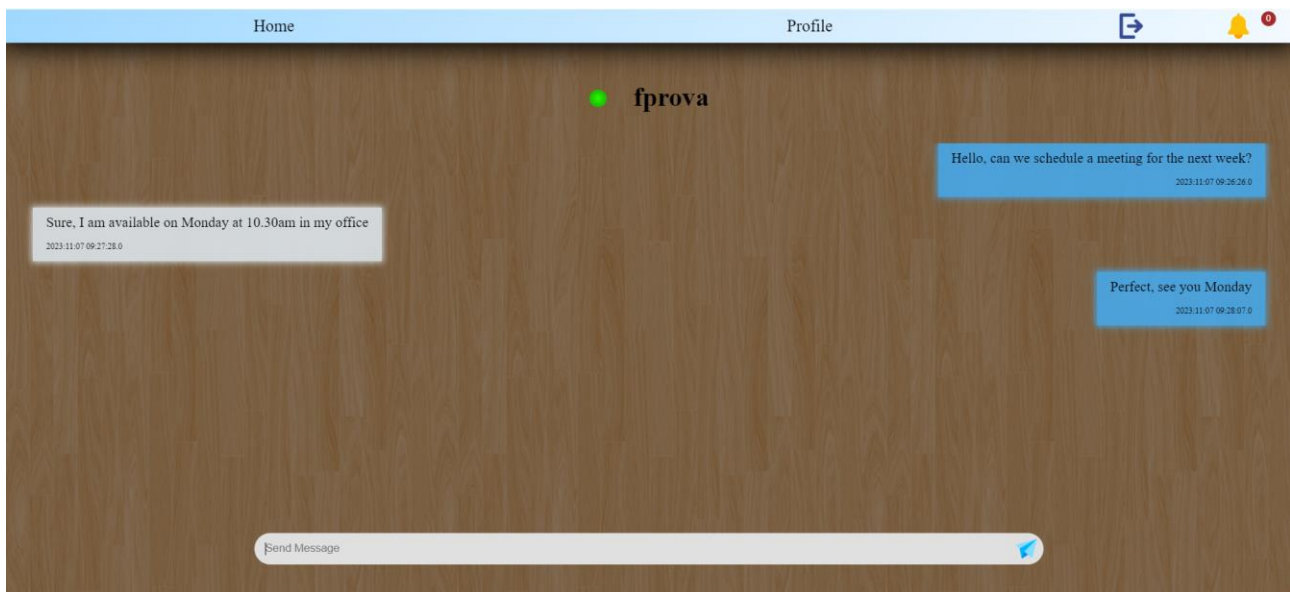 Home Profile 0
fprova
Hello, can we schedule a meeting for the next week?
2023:11:07 09:26:26.0
Sure, I am available on Monday at 10.30am in my office
2023:11:07 09:27:28.0
Perfect, see you Monday
2023:11:07 09:28:07.0
Send Message